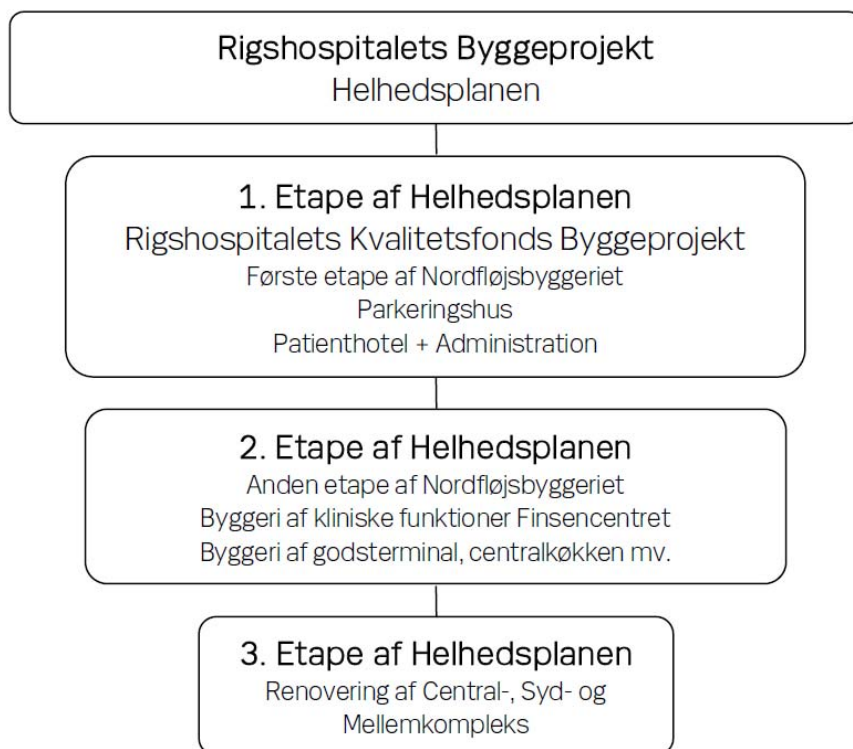 Rigshospitalets Byggeprojekt
Helhedsplanen
1. Etape af Helhedsplanen
Rigshospitalets Kvalitetsfonds Byggeprojekt
Første etape af Nordfløjsbyggeriet
Parkeringshus
Patienthotel + Administration
2. Etape af Helhedsplanen
Anden etape af Nordfløjsbyggeriet
Byggeri af kliniske funktioner Finsencentret
Byggeri af godsterminal, centralkøkken mv.
3. Etape af Helhedsplanen
Renovering af Central-, Syd- og
Mellemkompleks